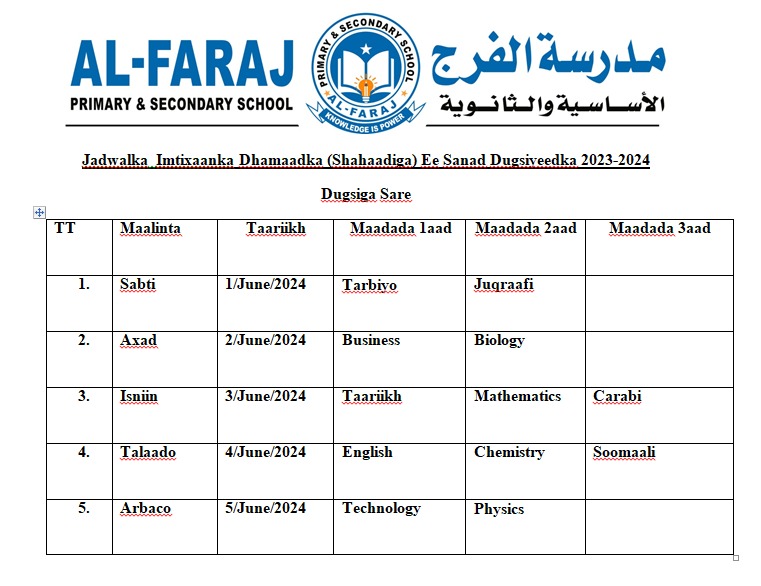 AL-FARAJ
PRIMARY & SECONDARY SCHOOL
PRIMARY & SECONDARY SCHOOL
AL-FARAJ
KNOWLEDGE IS POWER
مدرسة الفرج
الأساسية والثانوية
Jadwalka Imtixaanka Dhamaadka (Shahaadiga) Ee Sanad Dugsiyeedka 2023-2024
Dugsiga Sare
TT Maalinta Taariikh Maadada 1aad Maadada 2aad Maadada 3aad
1. Sabti 1/June/2024 Tarbiyo Juqraafi
2. Axad 2/June/2024 Business Biology
3. Isniin 3/June/2024 Taariikh Mathematics Carabi
4. Talaado 4/June/2024 English Chemistry Soomaali
5. Arbaco 5/June/2024 Technology Physics